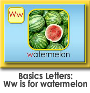 Ww
watermelon
Basics Letters:
Ww is for watermelon